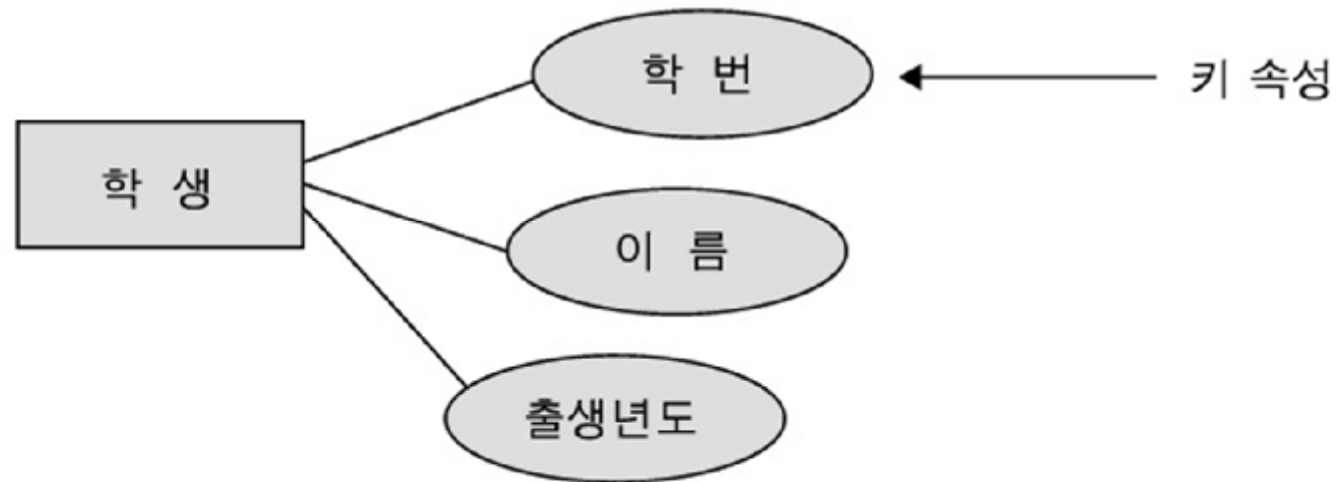 학 번
키 속성
학 생
이 름
출생년도